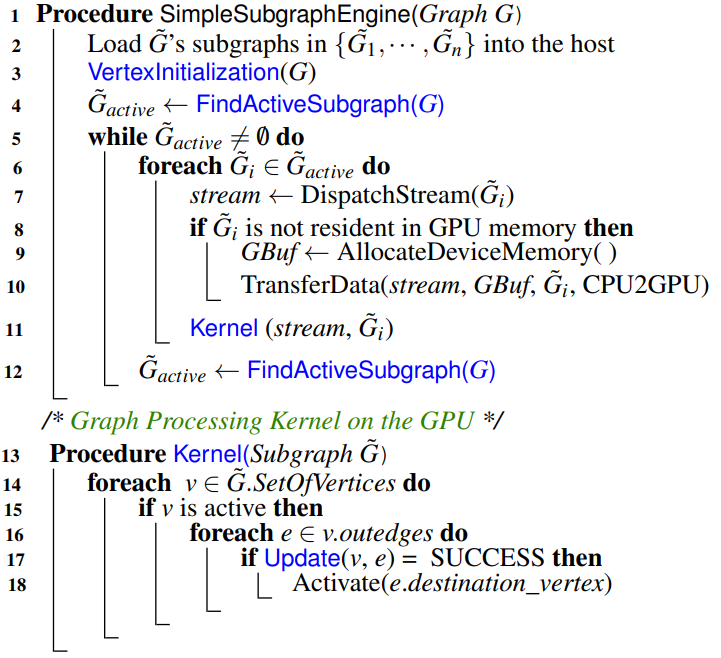 1 Procedure SimpleSubgraphEngine(Graph G)
2 Load G̃'s subgraphs in {G̃₁, ⋯ , G̃ₙ} into the host
3 VertexInitialization(G)
4 G̃_active ← FindActiveSubgraph(G)
5 while G̃_active ≠ ∅ do
6 foreach G̃ᵢ ∈ G̃_active do
7 stream ← DispatchStream(G̃ᵢ)
8 if G̃ᵢ is not resident in GPU memory then
9 GBuf ← AllocateDeviceMemory( )
10 TransferData(stream, GBuf, G̃ᵢ, CPU2GPU)
11 Kernel (stream, G̃ᵢ)
12 G̃_active ← FindActiveSubgraph(G)
/* Graph Processing Kernel on the GPU */
13 Procedure Kernel(Subgraph G̃)
14 foreach v ∈ G̃.SetOfVertices do
15 if v is active then
16 foreach e ∈ v.outedges do
17 if Update(v, e) = SUCCESS then
18 Activate(e.destination_vertex)